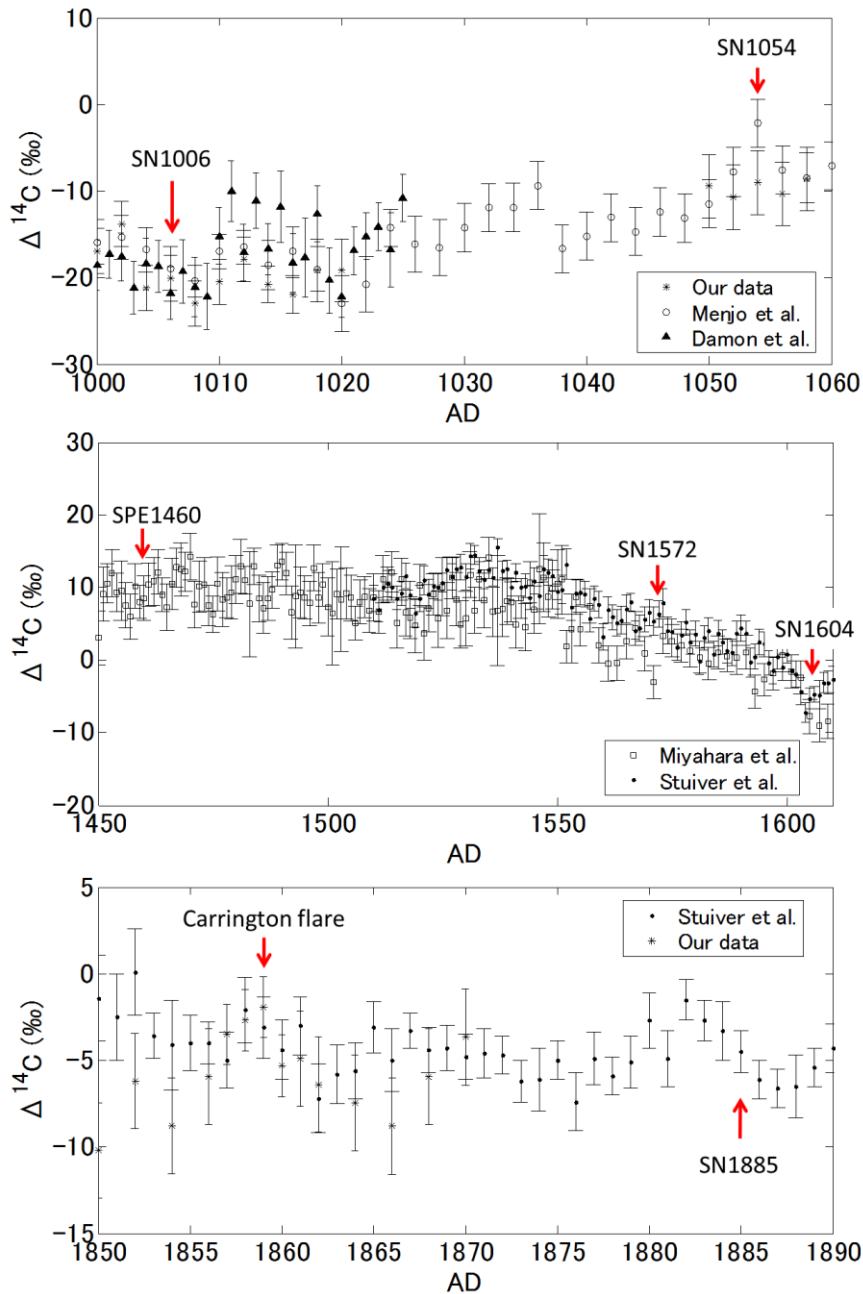 10
0
−10
−20
−30
Δ ¹⁴C (‰)
SN1006
SN1054
Our data
Menjo et al.
Damon et al.
1000 1010 1020 1030 1040 1050 1060
AD
30
20
10
0
−10
−20
Δ ¹⁴C (‰)
SPE1460
SN1572
SN1604
Miyahara et al.
Stuiver et al.
1450 1500 1550 1600
AD
5
0
−5
−10
−15
Δ ¹⁴C (‰)
Carrington flare
Stuiver et al.
Our data
SN1885
1850 1855 1860 1865 1870 1875 1880 1885 1890
AD